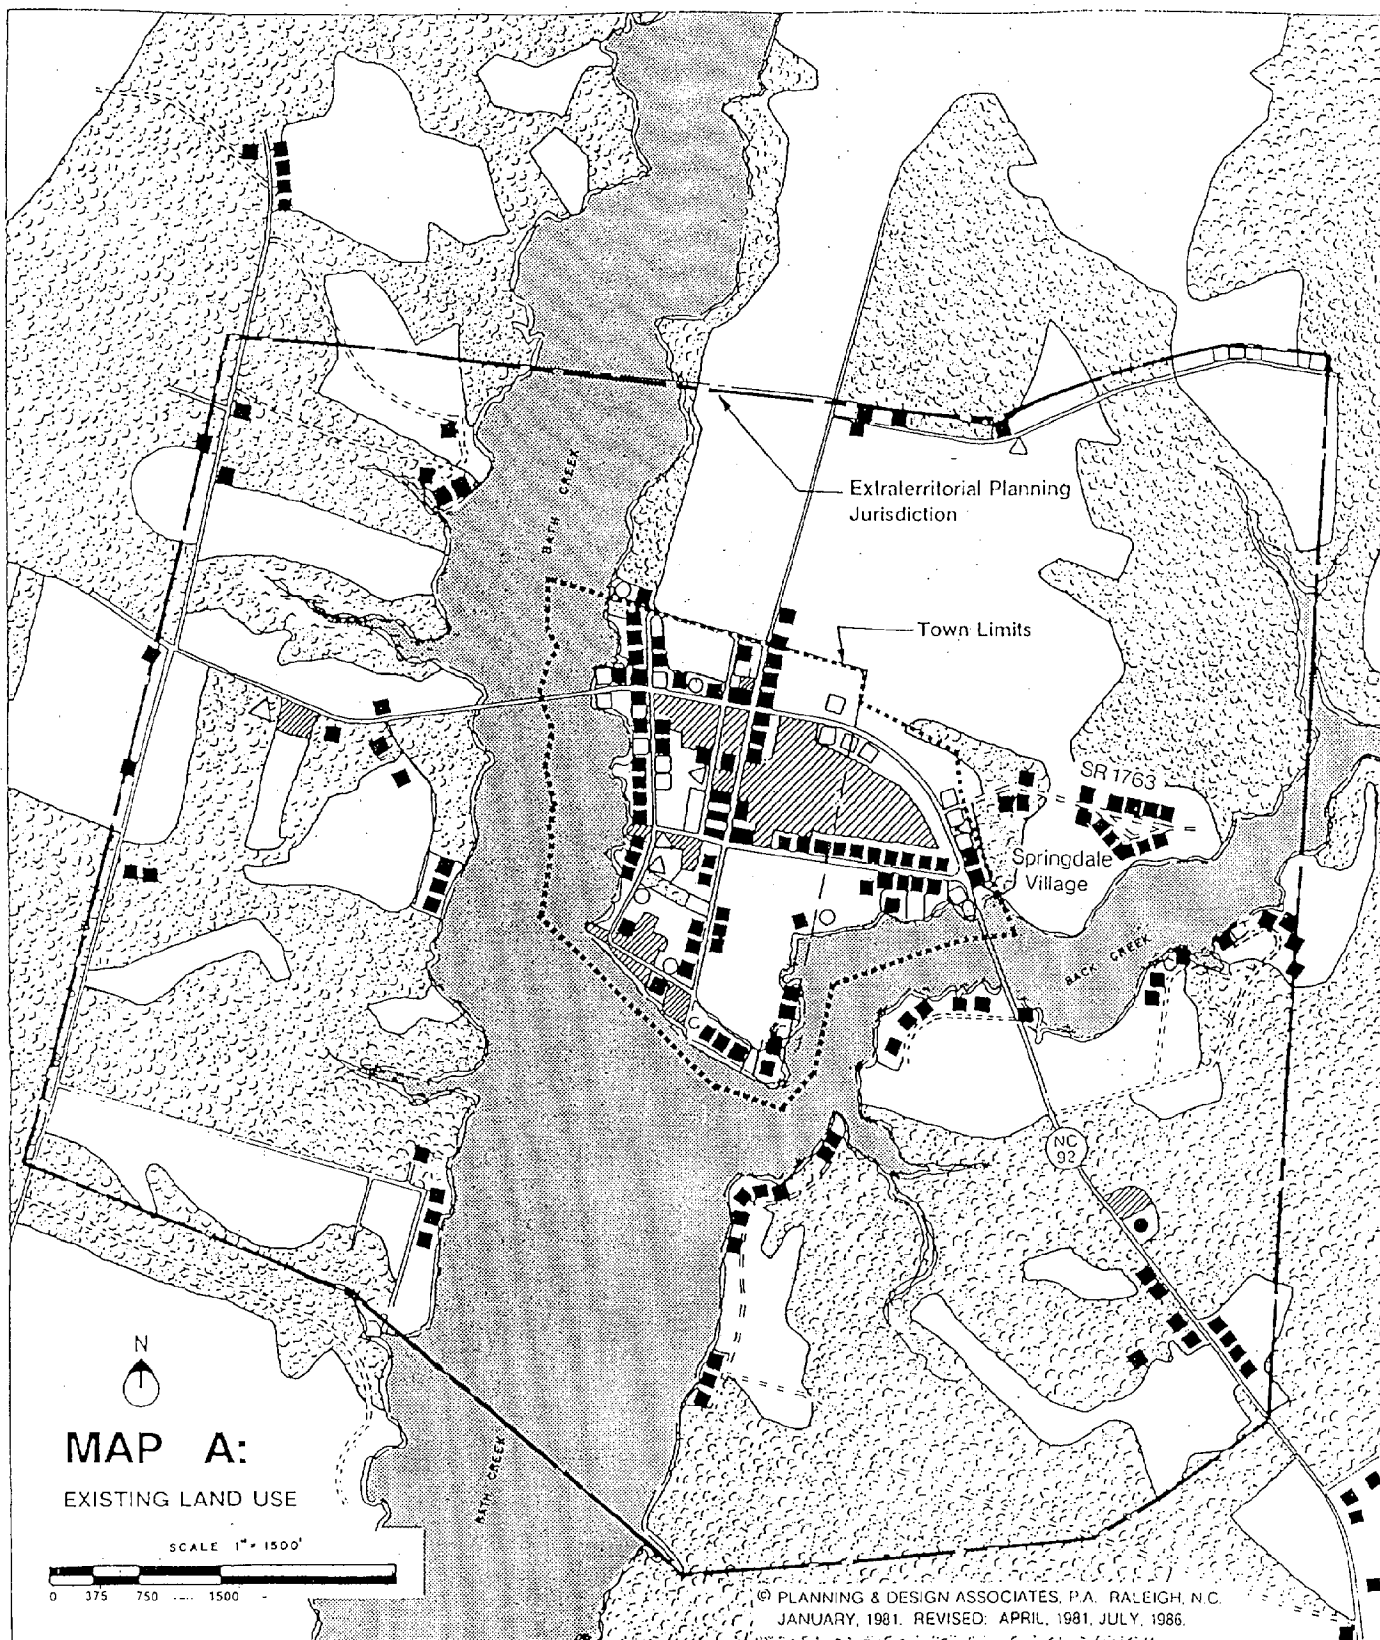 BATH CREEK
Extraterritorial Planning
Jurisdiction
Town Limits
SR 1763
Springdale
Village
BACK CREEK
NC
92
N
MAP A:
EXISTING LAND USE
BATH CREEK
SCALE 1" = 1500'
0 375 750 1500
© PLANNING & DESIGN ASSOCIATES, P.A. RALEIGH, N.C.
JANUARY, 1981. REVISED: APRIL, 1981, JULY, 1986.